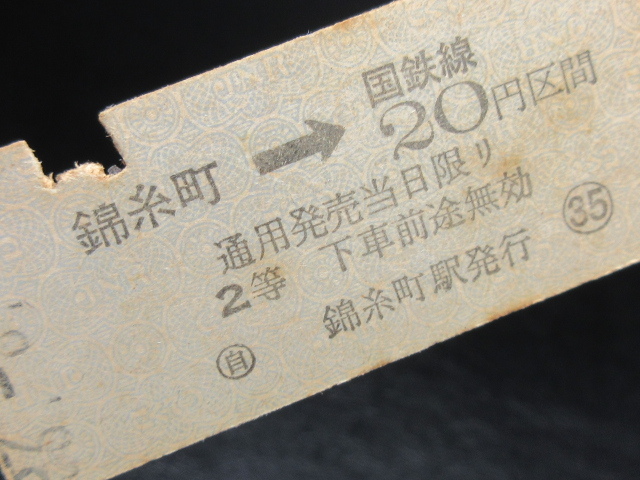 錦糸町 → 国鉄線 20円区間
通用発売当日限り
2等 下車前途無効
㉟
錦糸町駅発行
自